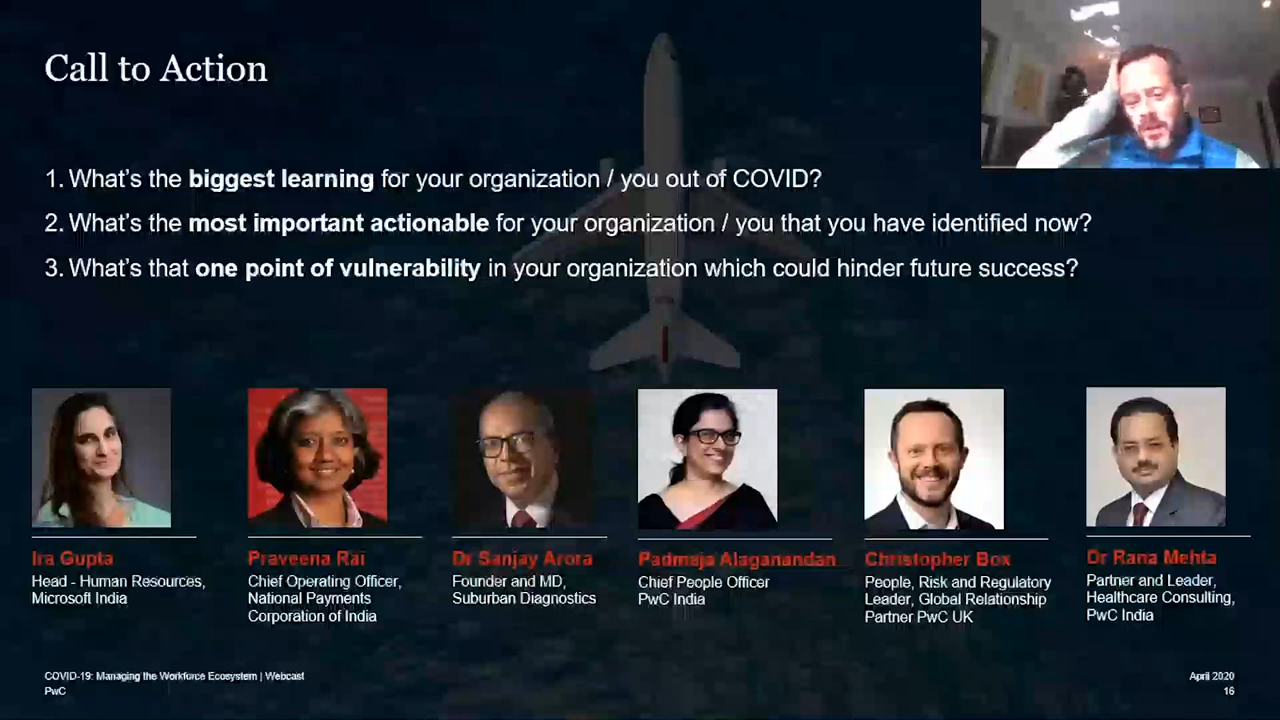 Call to Action
1. What's the biggest learning for your organization / you out of COVID?
2. What's the most important actionable for your organization / you that you have identified now?
3. What's that one point of vulnerability in your organization which could hinder future success?
Ira Gupta
Head - Human Resources,
Microsoft India
Praveena Rai
Chief Operating Officer,
National Payments
Corporation of India
Dr Sanjay Arora
Founder and MD,
Suburban Diagnostics
Padmaja Alaganandan
Chief People Officer
PwC India
Christopher Box
People, Risk and Regulatory
Leader, Global Relationship
Partner PwC UK
Dr Rana Mehta
Partner and Leader,
Healthcare Consulting,
PwC India
COVID-19: Managing the Workforce Ecosystem | Webcast
PwC
April 2020
16